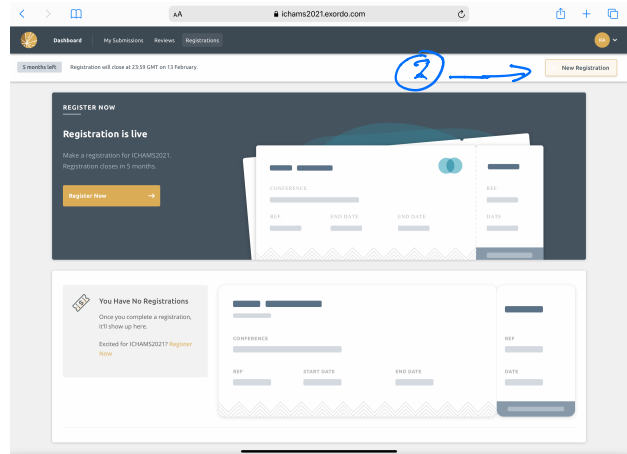 AA
ichams2021.exordo.com
Dashboard
My Submissions
Reviews
Registrations
RA
5 months left
Registration will close at 23:59 GMT on 13 February.
2
New Registration
REGISTER NOW
Registration is live
Make a registration for ICHAMS2021.
Registration closes in 5 months.
Register Now
CONFERENCE
REF
REF
END DATE
END DATE
DATE
You Have No Registrations
Once you complete a registration,
it'll show up here.
Excited for ICHAMS2021? Register
Now
CONFERENCE
REF
REF
START DATE
END DATE
DATE